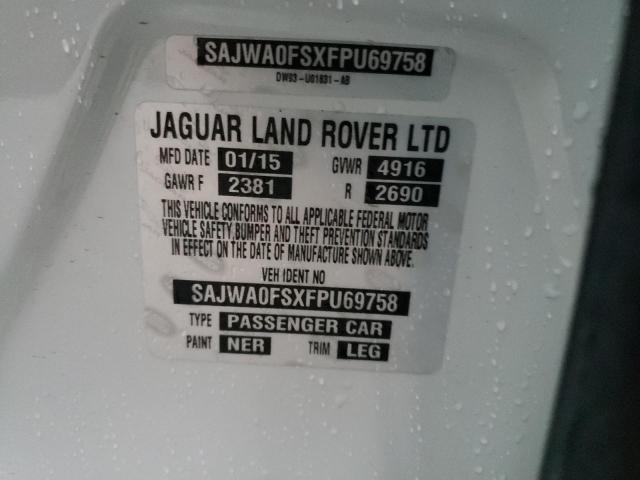 SAJWA0FSXFPU69758
DW93-U01831-AB
JAGUAR LAND ROVER LTD
MFD DATE 01/15 GVWR 4916
GAWR F 2381 R 2690
THIS VEHICLE CONFORMS TO ALL APPLICABLE FEDERAL MOTOR
VEHICLE SAFETY,BUMPER AND THEFT PREVENTION STANDARDS
IN EFFECT ON THE DATE OF MANUFACTURE SHOWN ABOVE.
VEH IDENT NO
SAJWA0FSXFPU69758
TYPE PASSENGER CAR
PAINT NER TRIM LEG